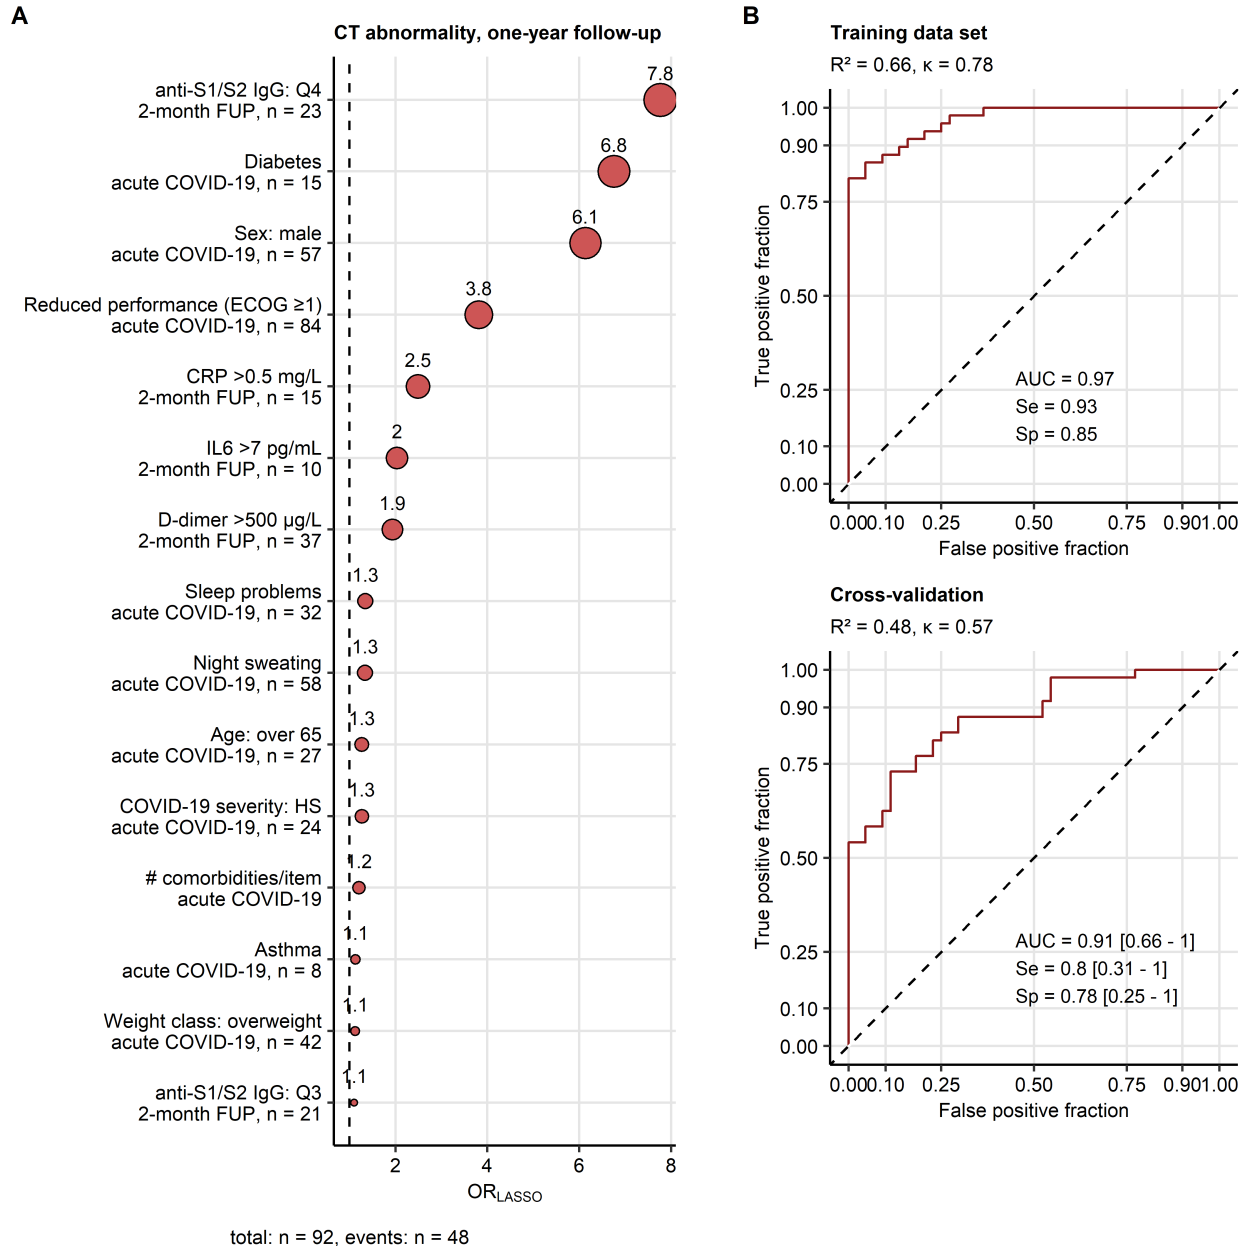 A
CT abnormality, one-year follow-up
anti-S1/S2 IgG: Q4
2-month FUP, n = 23
7.8
Diabetes
acute COVID-19, n = 15
6.8
Sex: male
acute COVID-19, n = 57
6.1
Reduced performance (ECOG ≥1)
acute COVID-19, n = 84
3.8
CRP >0.5 mg/L
2-month FUP, n = 15
2.5
IL6 >7 pg/mL
2-month FUP, n = 10
2
D-dimer >500 µg/L
2-month FUP, n = 37
1.9
Sleep problems
acute COVID-19, n = 32
1.3
Night sweating
acute COVID-19, n = 58
1.3
Age: over 65
acute COVID-19, n = 27
1.3
COVID-19 severity: HS
acute COVID-19, n = 24
1.3
# comorbidities/item
acute COVID-19
1.2
Asthma
acute COVID-19, n = 8
1.1
Weight class: overweight
acute COVID-19, n = 42
1.1
anti-S1/S2 IgG: Q3
2-month FUP, n = 21
1.1
2 4 6 8
ORLASSO
total: n = 92, events: n = 48
B
Training data set
R² = 0.66, κ = 0.78
True positive fraction
1.00
0.90
0.75
0.50
0.25
0.10
0.00
AUC = 0.97
Se = 0.93
Sp = 0.85
0.00 0.10 0.25 0.50 0.75 0.90 1.00
False positive fraction
Cross-validation
R² = 0.48, κ = 0.57
True positive fraction
1.00
0.90
0.75
0.50
0.25
0.10
0.00
AUC = 0.91 [0.66 - 1]
Se = 0.8 [0.31 - 1]
Sp = 0.78 [0.25 - 1]
0.00 0.10 0.25 0.50 0.75 0.90 1.00
False positive fraction